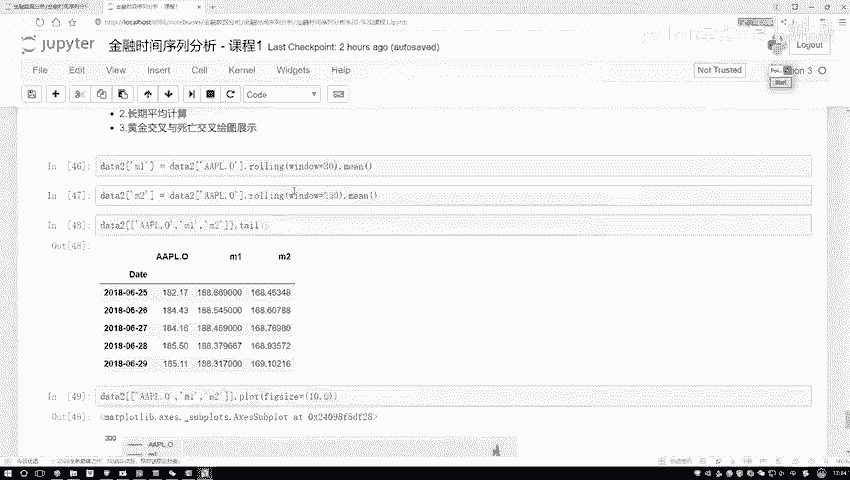 jupyter 金融时间序列分析 - 课程1 Last Checkpoint: 2 hours ago (autosaved)
Logout
File Edit View Insert Cell Kernel Widgets Help
Not Trusted
Code
2.长期平均计算
3.黄金交叉与死亡交叉绘图展示
In [46] data2['m1'] = data2['AAPL.O'].rolling(window=30).mean()
In [47] data2['m2'] = data2['AAPL.O'].rolling(window= ).mean()
In [48] data2[['AAPL.O','m1','m2']].tail
Out[48]:
AAPL.O m1 m2
Date
2018-06-25 182.17 188.669000 168.45348
2018-06-26 184.43 188.545000 168.60788
2018-06-27 184.16 188.469000 168.76980
2018-06-28 185.50 188.379667 168.93572
2018-06-29 185.11 188.317000 169.10216
In [49] data2[['AAPL.O','m1','m2']].plot(figsize=(10,6))
Out[49]: <matplotlib.axes._subplots.AxesSubplot at 0x24098f8df28>
200
AAPL.O